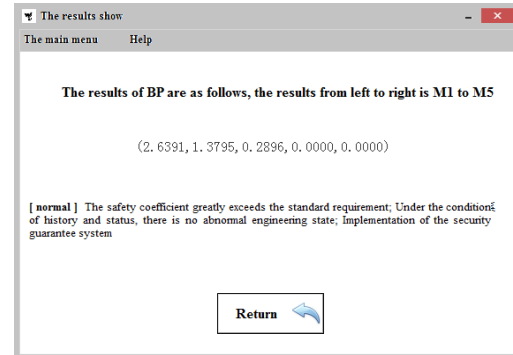 The results show
The main menu Help
The results of BP are as follows, the results from left to right is M1 to M5
(2.6391, 1.3795, 0.2896, 0.0000, 0.0000)
[ normal ] The safety coefficient greatly exceeds the standard requirement; Under the conditions
of history and status, there is no abnormal engineering state; Implementation of the security
guarantee system
Return